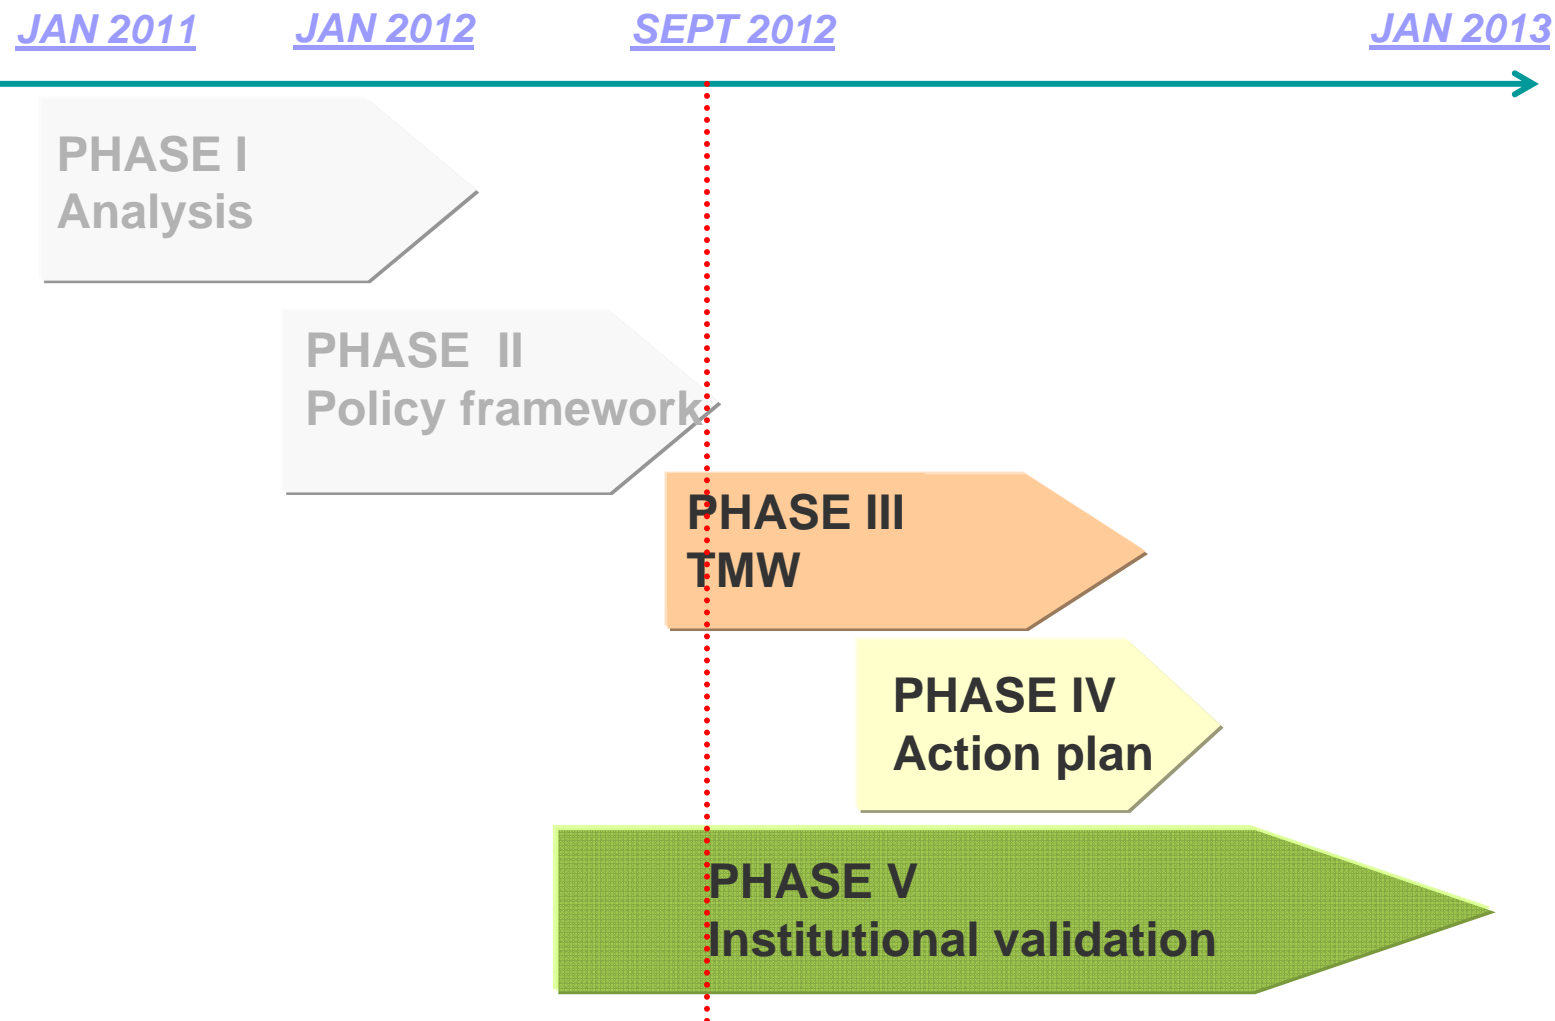 JAN 2011 JAN 2012 SEPT 2012 JAN 2013
PHASE I
Analysis
PHASE II
Policy framework
PHASE III
TMW
PHASE IV
Action plan
PHASE V
Institutional validation